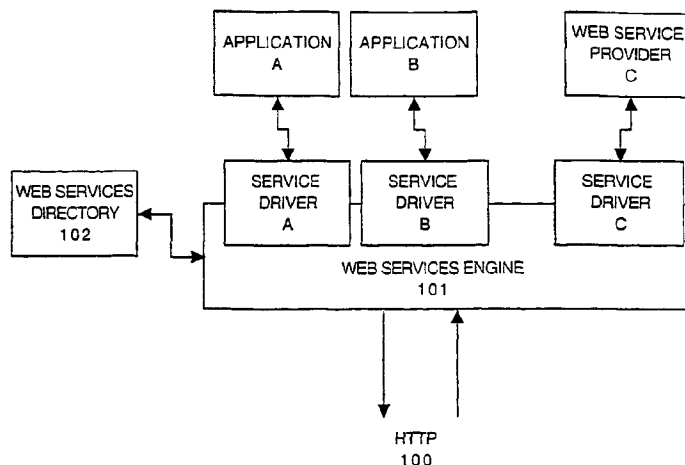 APPLICATION
A
APPLICATION
B
WEB SERVICE
PROVIDER
C
WEB SERVICES
DIRECTORY
102
SERVICE
DRIVER
A
SERVICE
DRIVER
B
SERVICE
DRIVER
C
WEB SERVICES ENGINE
101
HTTP
100